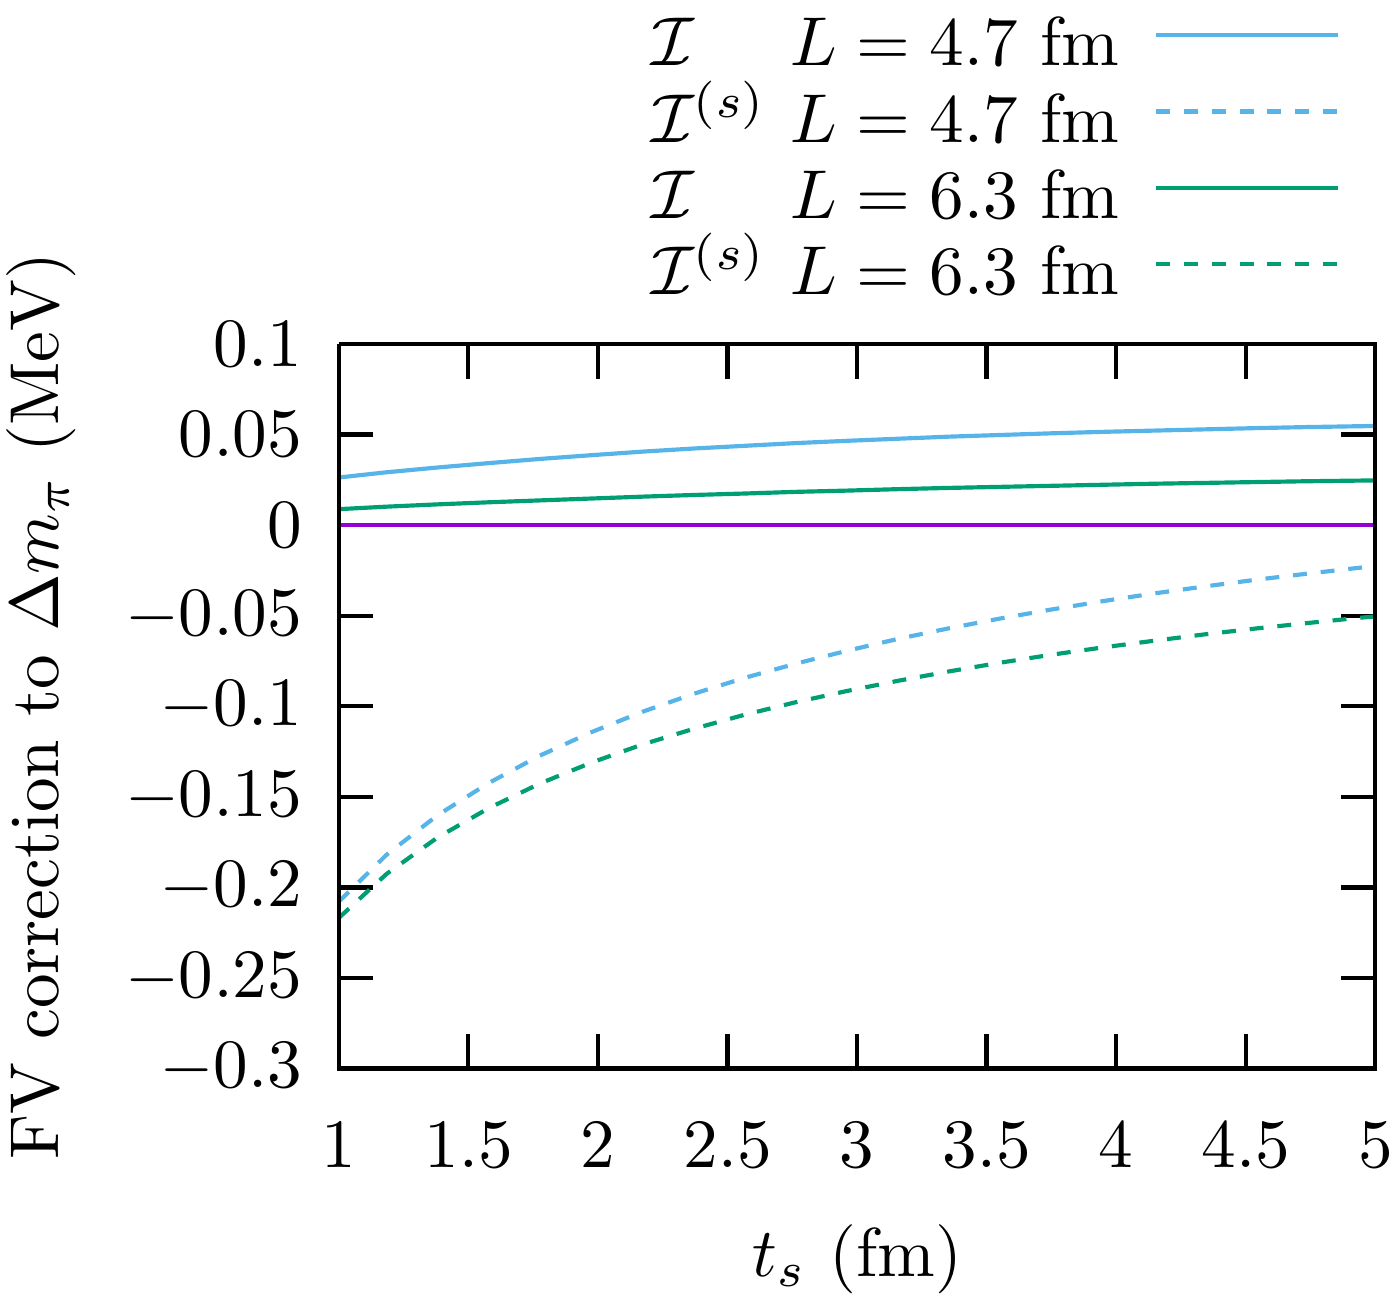 ℐ L = 4.7 fm
ℐ⁽ˢ⁾ L = 4.7 fm
ℐ L = 6.3 fm
ℐ⁽ˢ⁾ L = 6.3 fm
FV correction to Δm_π (MeV)
0.1
0.05
0
−0.05
−0.1
−0.15
−0.2
−0.25
−0.3
1 1.5 2 2.5 3 3.5 4 4.5 5
t_s (fm)